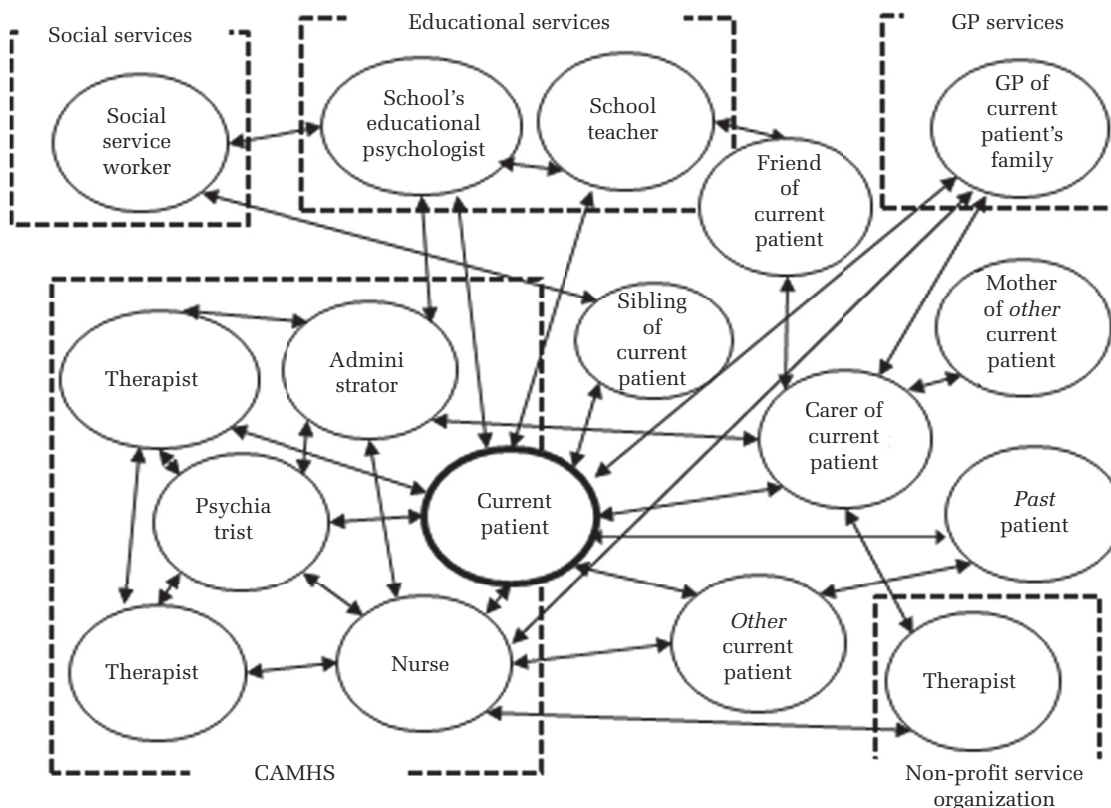 Social services
Educational services
GP services
Social
service
worker
School's
educational
psychologist
School
teacher
GP of
current
patient's
family
Friend
of
current
patient
Therapist
Admini
strator
Sibling
of
current
patient
Mother
of other
current
patient
Carer of
current
patient
Psychia
trist
Current
patient
Past
patient
Therapist
Nurse
Other
current
patient
Therapist
CAMHS
Non-profit service
organization